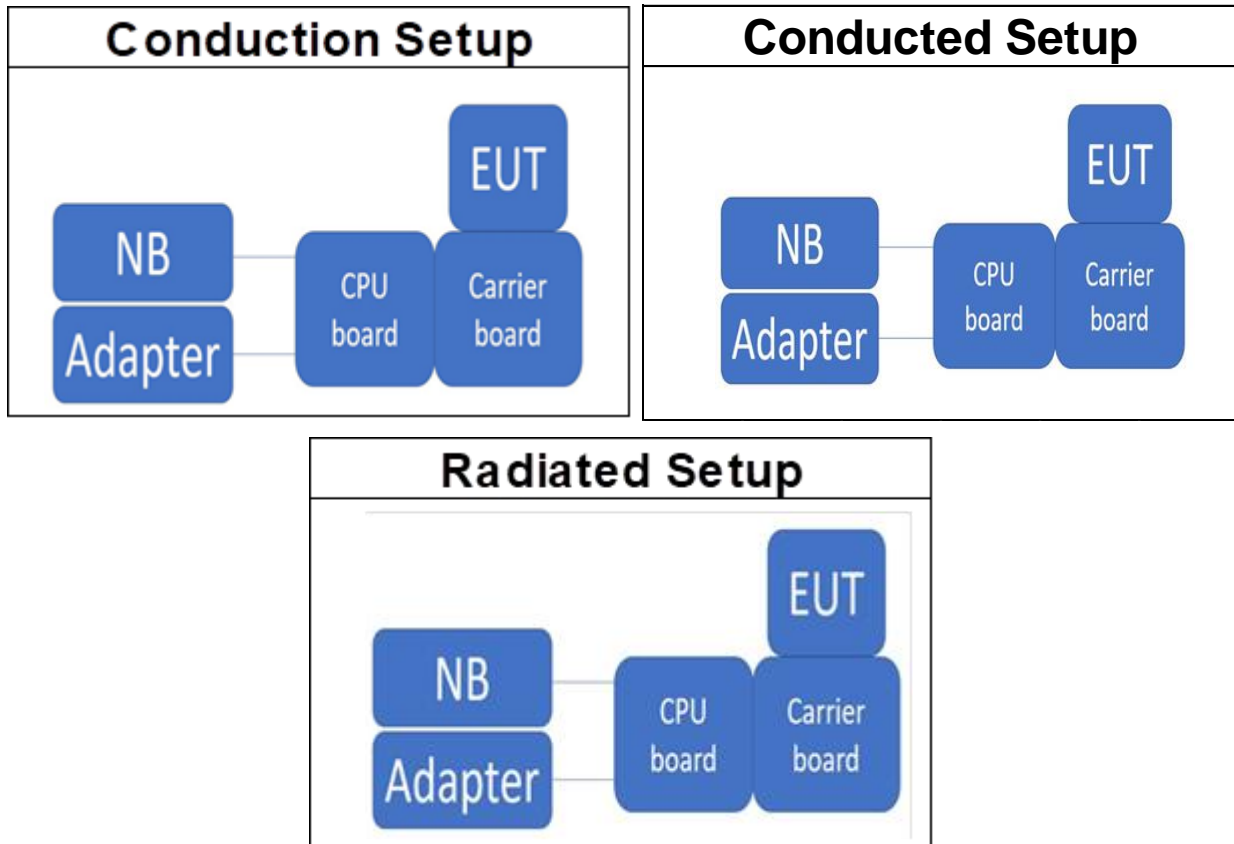 Conduction Setup
EUT
NB
CPU
board
Carrier
board
Adapter
Conducted Setup
EUT
NB
CPU
board
Carrier
board
Adapter
Radiated Setup
EUT
NB
CPU
board
Carrier
board
Adapter